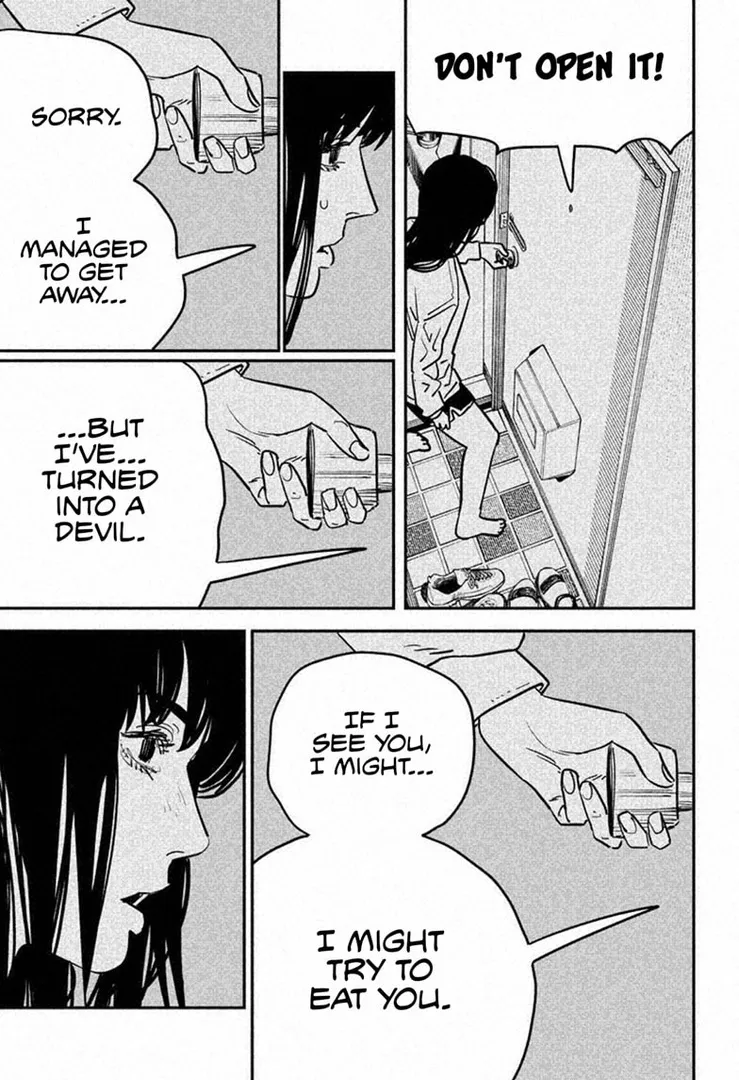 DON'T OPEN IT!
SORRY.
I
MANAGED
TO GET
AWAY...
...BUT
I'VE...
TURNED
INTO A
DEVIL.
IF I
SEE YOU,
I MIGHT...
I MIGHT
TRY TO
EAT YOU.